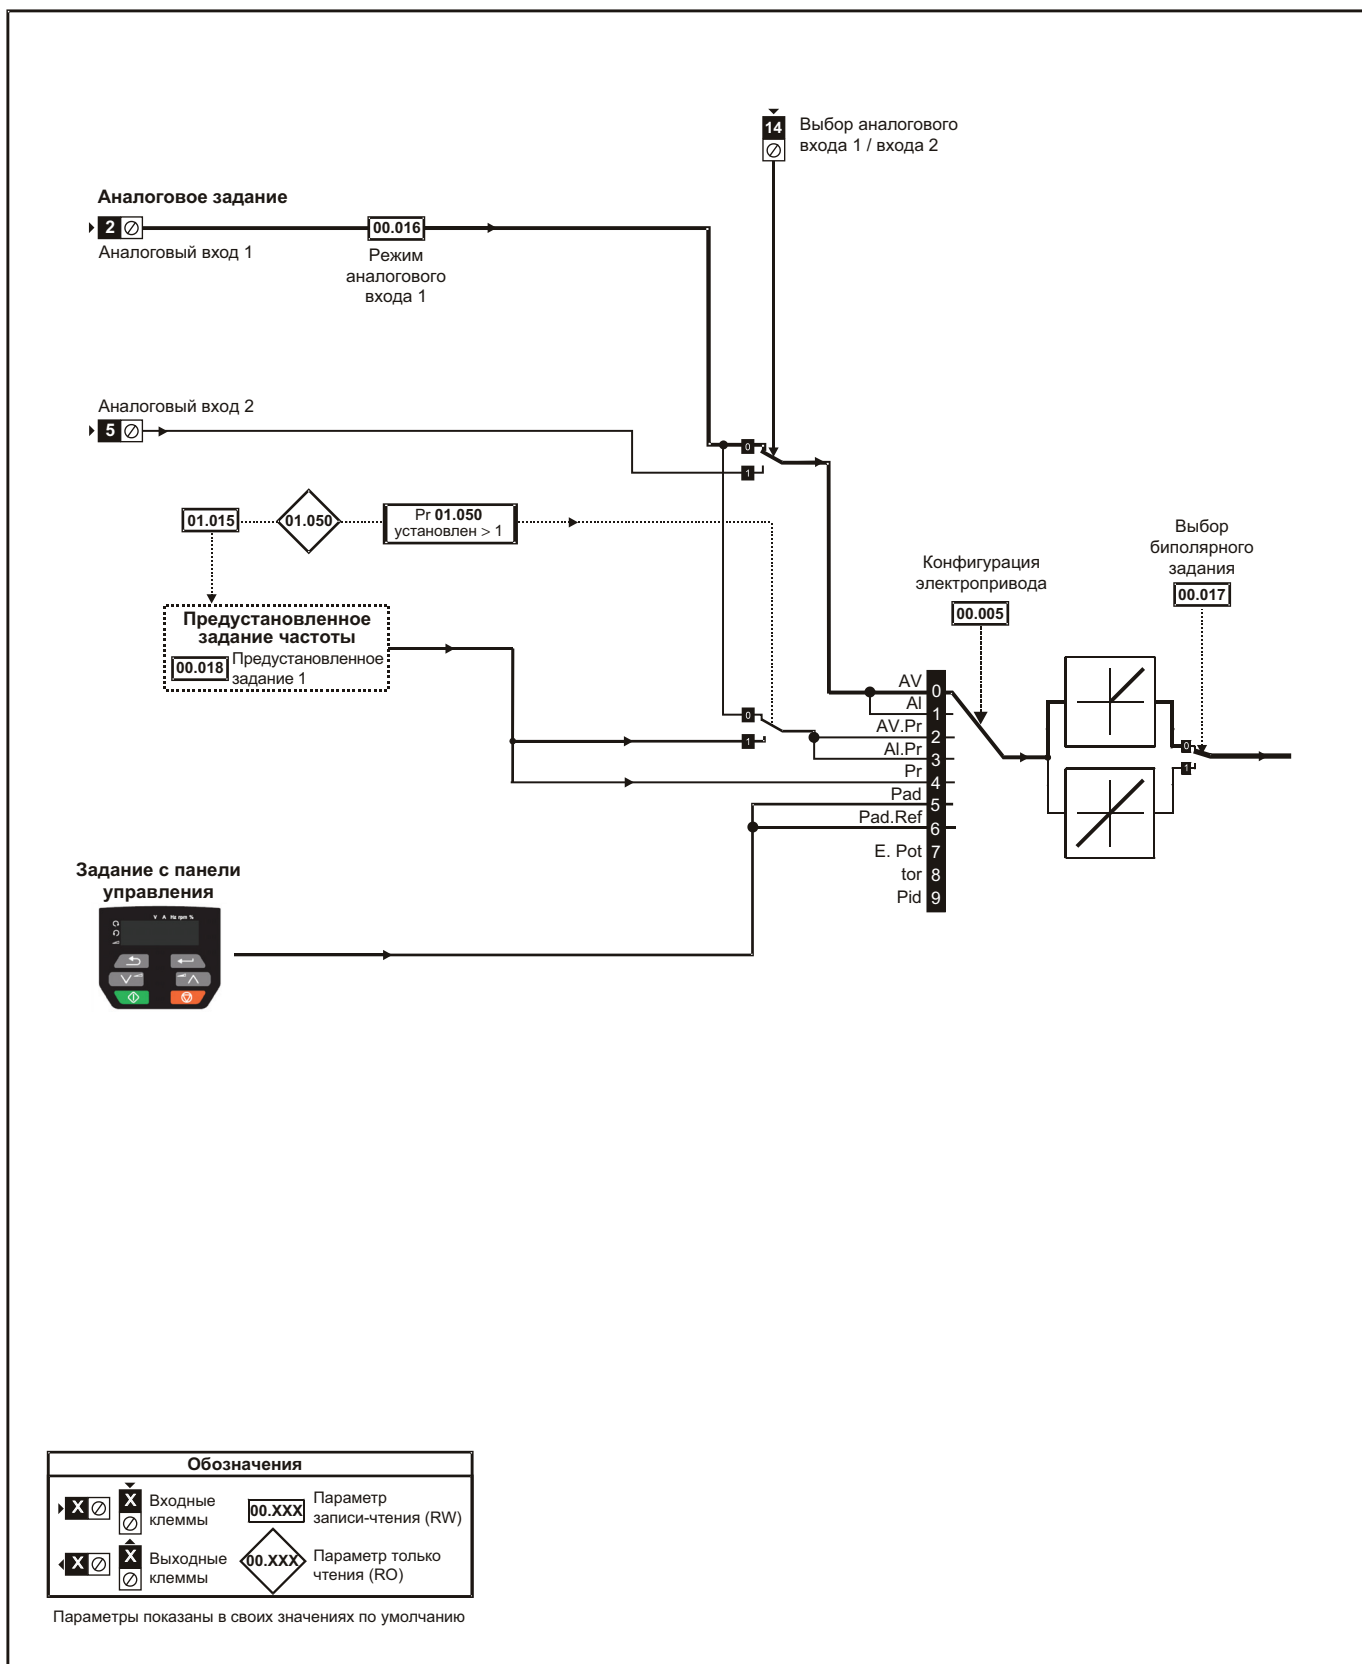 14
Выбор аналогового
входа 1 / входа 2
Аналоговое задание
2
00.016
Аналоговый вход 1
Режим
аналогового
входа 1
Аналоговый вход 2
5
0
1
01.015
01.050
Pr 01.050
установлен > 1
Выбор
биполярного
задания
00.017
Конфигурация
электропривода
00.005
Предустановленное
задание частоты
00.018
Предустановленное
задание 1
0
1
AV 0
AI 1
AV.Pr 2
AI.Pr 3
Pr 4
Pad 5
Pad.Ref 6
E. Pot 7
tor 8
Pid 9
0
1
Задание с панели
управления
V A Hz rpm %
Обозначения
X
X
Входные
клеммы
00.XXX
Параметр
записи-чтения (RW)
X
X
Выходные
клеммы
00.XXX
Параметр только
чтения (RO)
Параметры показаны в своих значениях по умолчанию